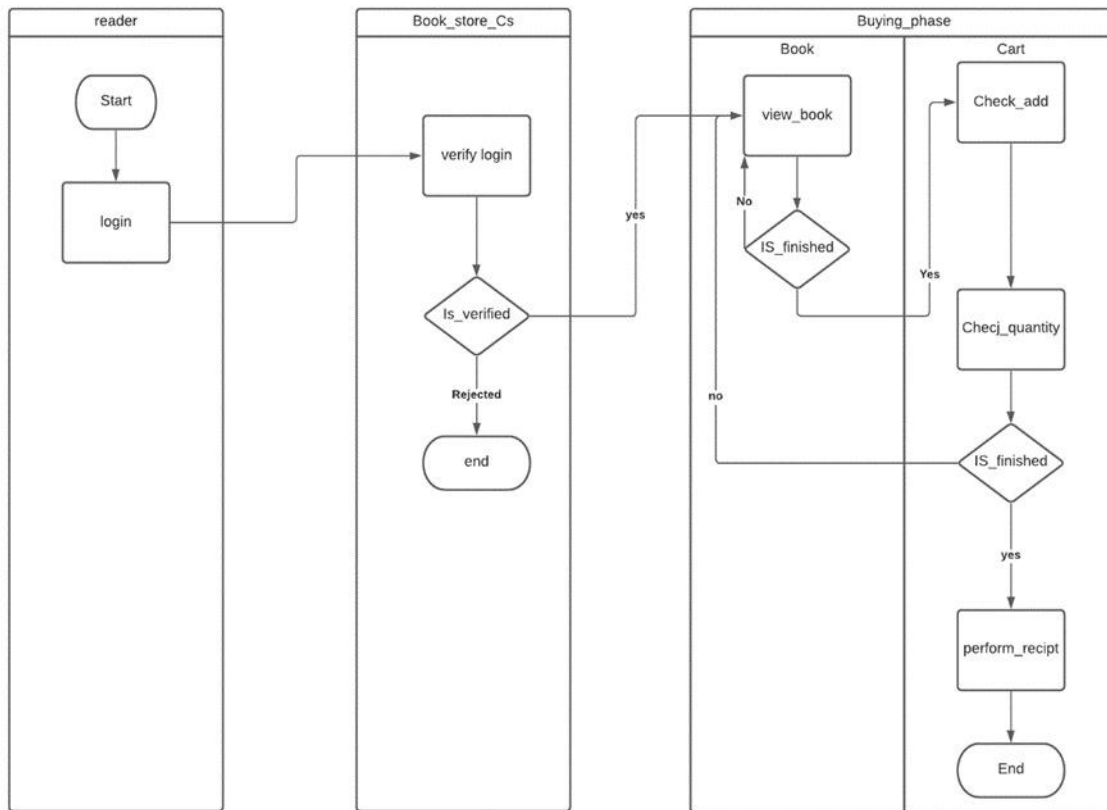 reader
Start
login
Book_store_Cs
verify login
Is_verified
Rejected
end
yes
Buying_phase
Book
view_book
No
IS_finished
Yes
no
Cart
Check_add
Checj_quantity
IS_finished
yes
perform_recipt
End